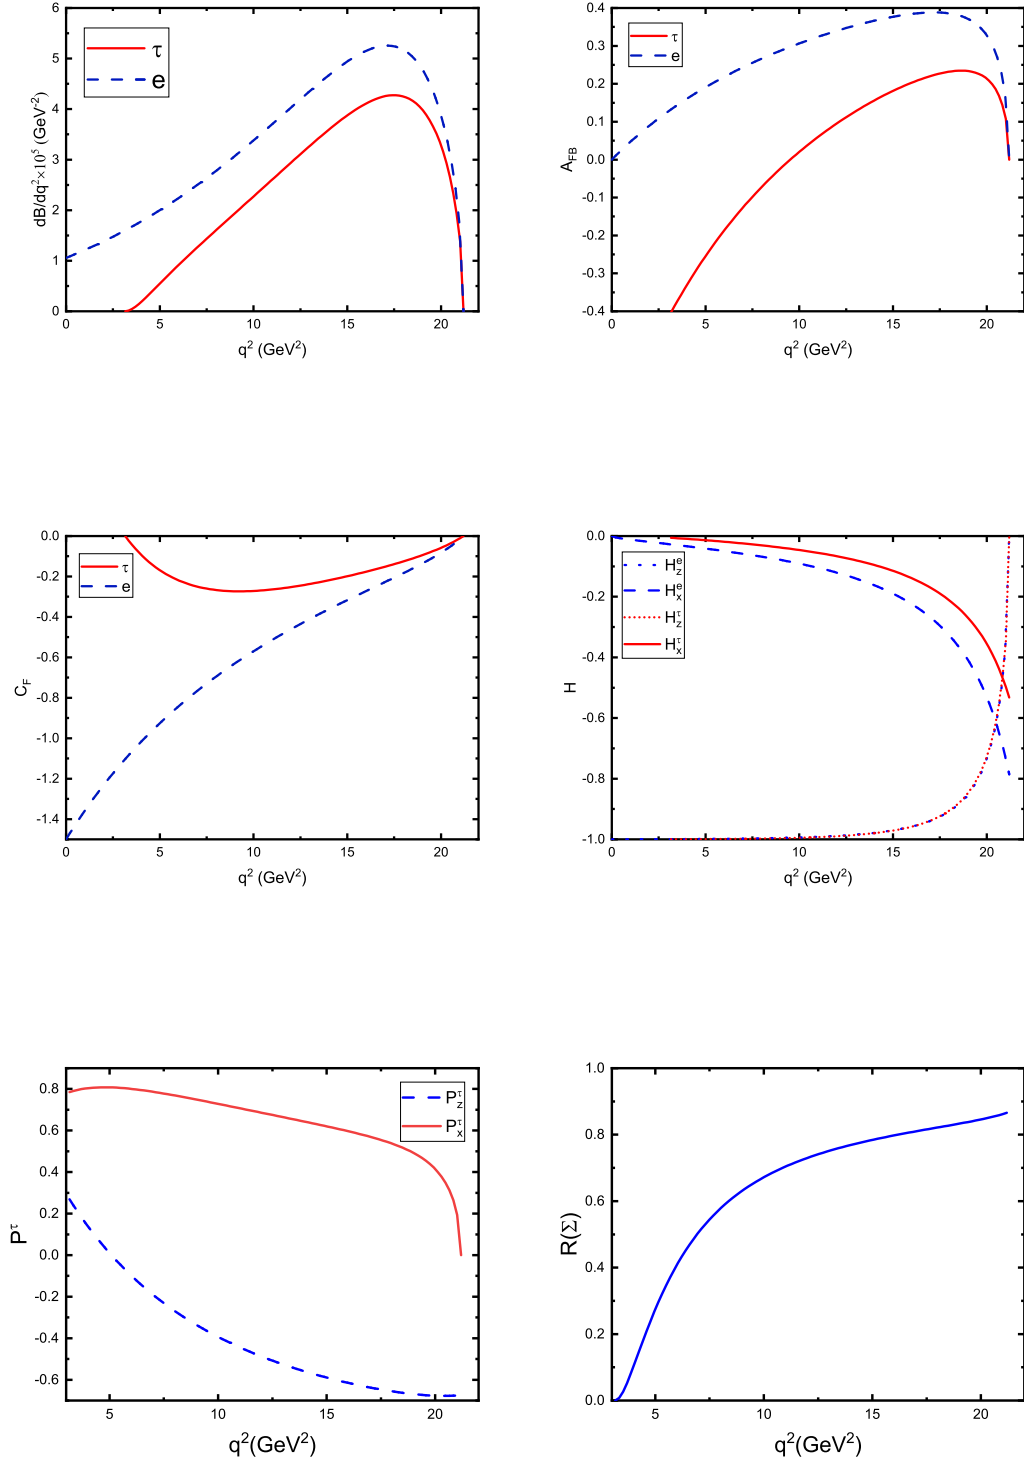 6
5
4
3
2
1
0
0 5 10 15 20
dB/dq²×10⁵ (GeV⁻²)
q² (GeV²)
τ
e
0.4
0.3
0.2
0.1
0.0
-0.1
-0.2
-0.3
-0.4
0 5 10 15 20
A_FB
q² (GeV²)
τ
e
0.0
-0.2
-0.4
-0.6
-0.8
-1.0
-1.2
-1.4
0 5 10 15 20
C_F
q² (GeV²)
τ
e
0.0
-0.2
-0.4
-0.6
-0.8
-1.0
0 5 10 15 20
H
q² (GeV²)
H_z^e
H_x^e
H_z^τ
H_x^τ
0.8
0.6
0.4
0.2
0.0
-0.2
-0.4
-0.6
5 10 15 20
P^τ
q²(GeV²)
P_z^τ
P_x^τ
1.0
0.8
0.6
0.4
0.2
0.0
5 10 15 20
R(Σ)
q²(GeV²)